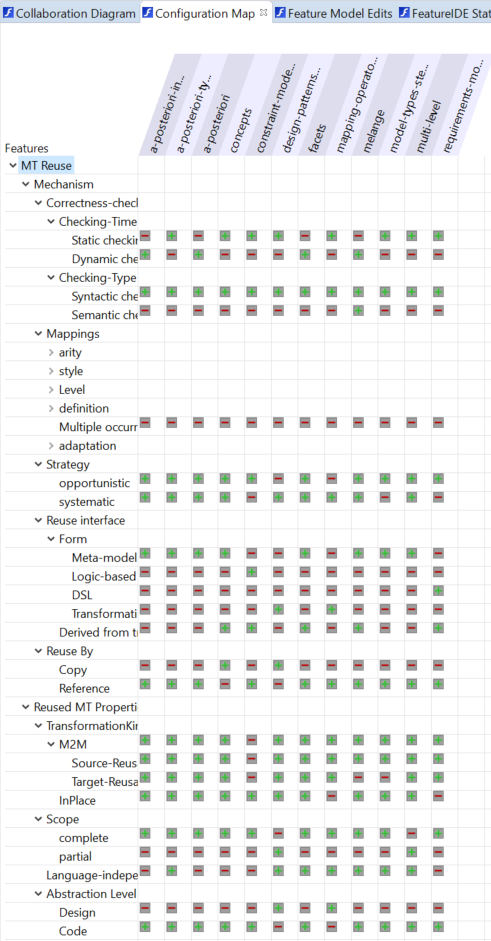 Collaboration Diagram
Configuration Map
Feature Model Edits
FeatureIDE Stat
a-posteriori-in...
a-posteriori-ty...
a-posteriori
concepts
constraint-mode...
design-patterns...
facets
mapping-operato...
melange
model-types-ste...
multi-level
requirements-mo...
Features
MT Reuse
Mechanism
Correctness-checl
Checking-Time
Static checkin
Dynamic che
Checking-Type
Syntactic che
Semantic che
Mappings
arity
style
Level
definition
Multiple occurr
adaptation
Strategy
opportunistic
systematic
Reuse interface
Form
Meta-model
Logic-based
DSL
Transformati
Derived from t
Reuse By
Copy
Reference
Reused MT Properti
TransformationKin
M2M
Source-Reus
Target-Reusa
InPlace
Scope
complete
partial
Language-indepe
Abstraction Level
Design
Code